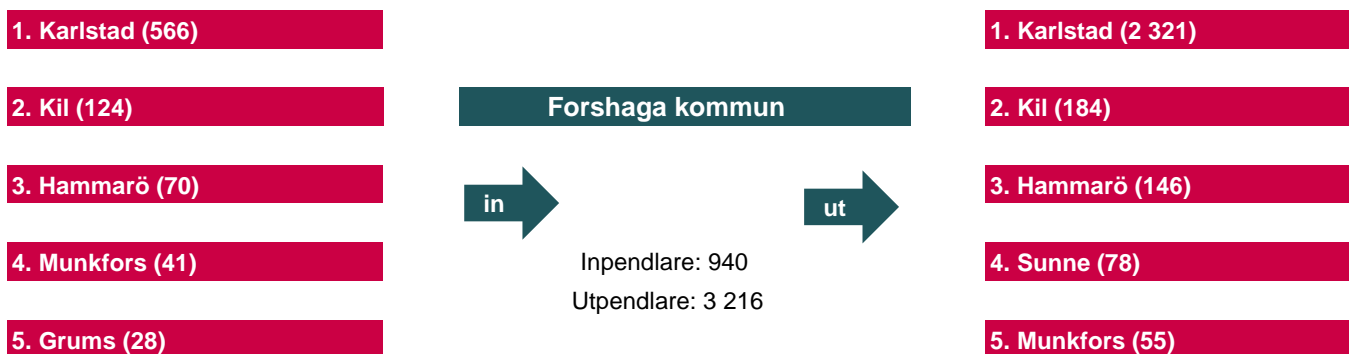 1. Karlstad (566)
2. Kil (124)
3. Hammarö (70)
4. Munkfors (41)
5. Grums (28)
Forshaga kommun
in
ut
Inpendlare: 940
Utpendlare: 3 216
1. Karlstad (2 321)
2. Kil (184)
3. Hammarö (146)
4. Sunne (78)
5. Munkfors (55)